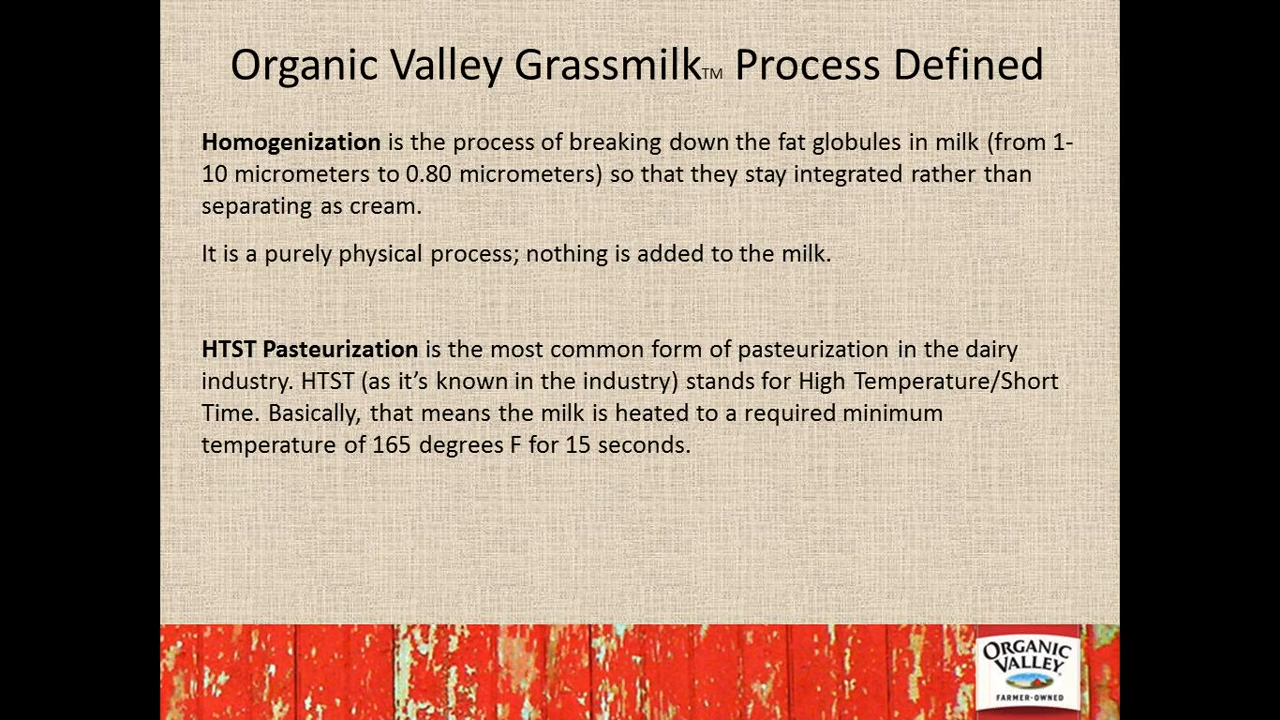 Organic Valley Grassmilk™ Process Defined
Homogenization is the process of breaking down the fat globules in milk (from 1-
10 micrometers to 0.80 micrometers) so that they stay integrated rather than
separating as cream.
It is a purely physical process; nothing is added to the milk.
HTST Pasteurization is the most common form of pasteurization in the dairy
industry. HTST (as it’s known in the industry) stands for High Temperature/Short
Time. Basically, that means the milk is heated to a required minimum
temperature of 165 degrees F for 15 seconds.
ORGANIC
VALLEY®
FARMER-OWNED